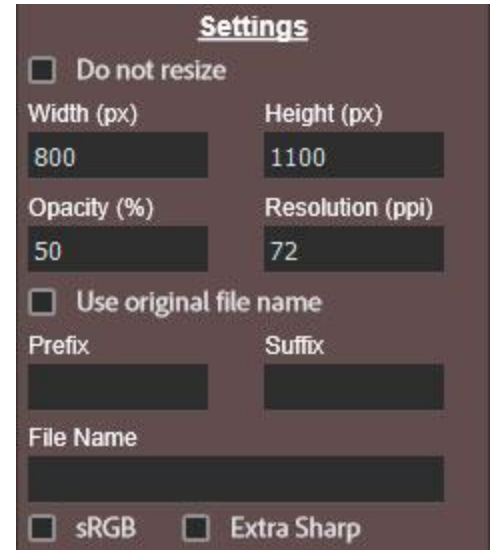 Settings
Do not resize
Width (px) Height (px)
800 1100
Opacity (%) Resolution (ppi)
50 72
Use original file name
Prefix Suffix
File Name
sRGB Extra Sharp